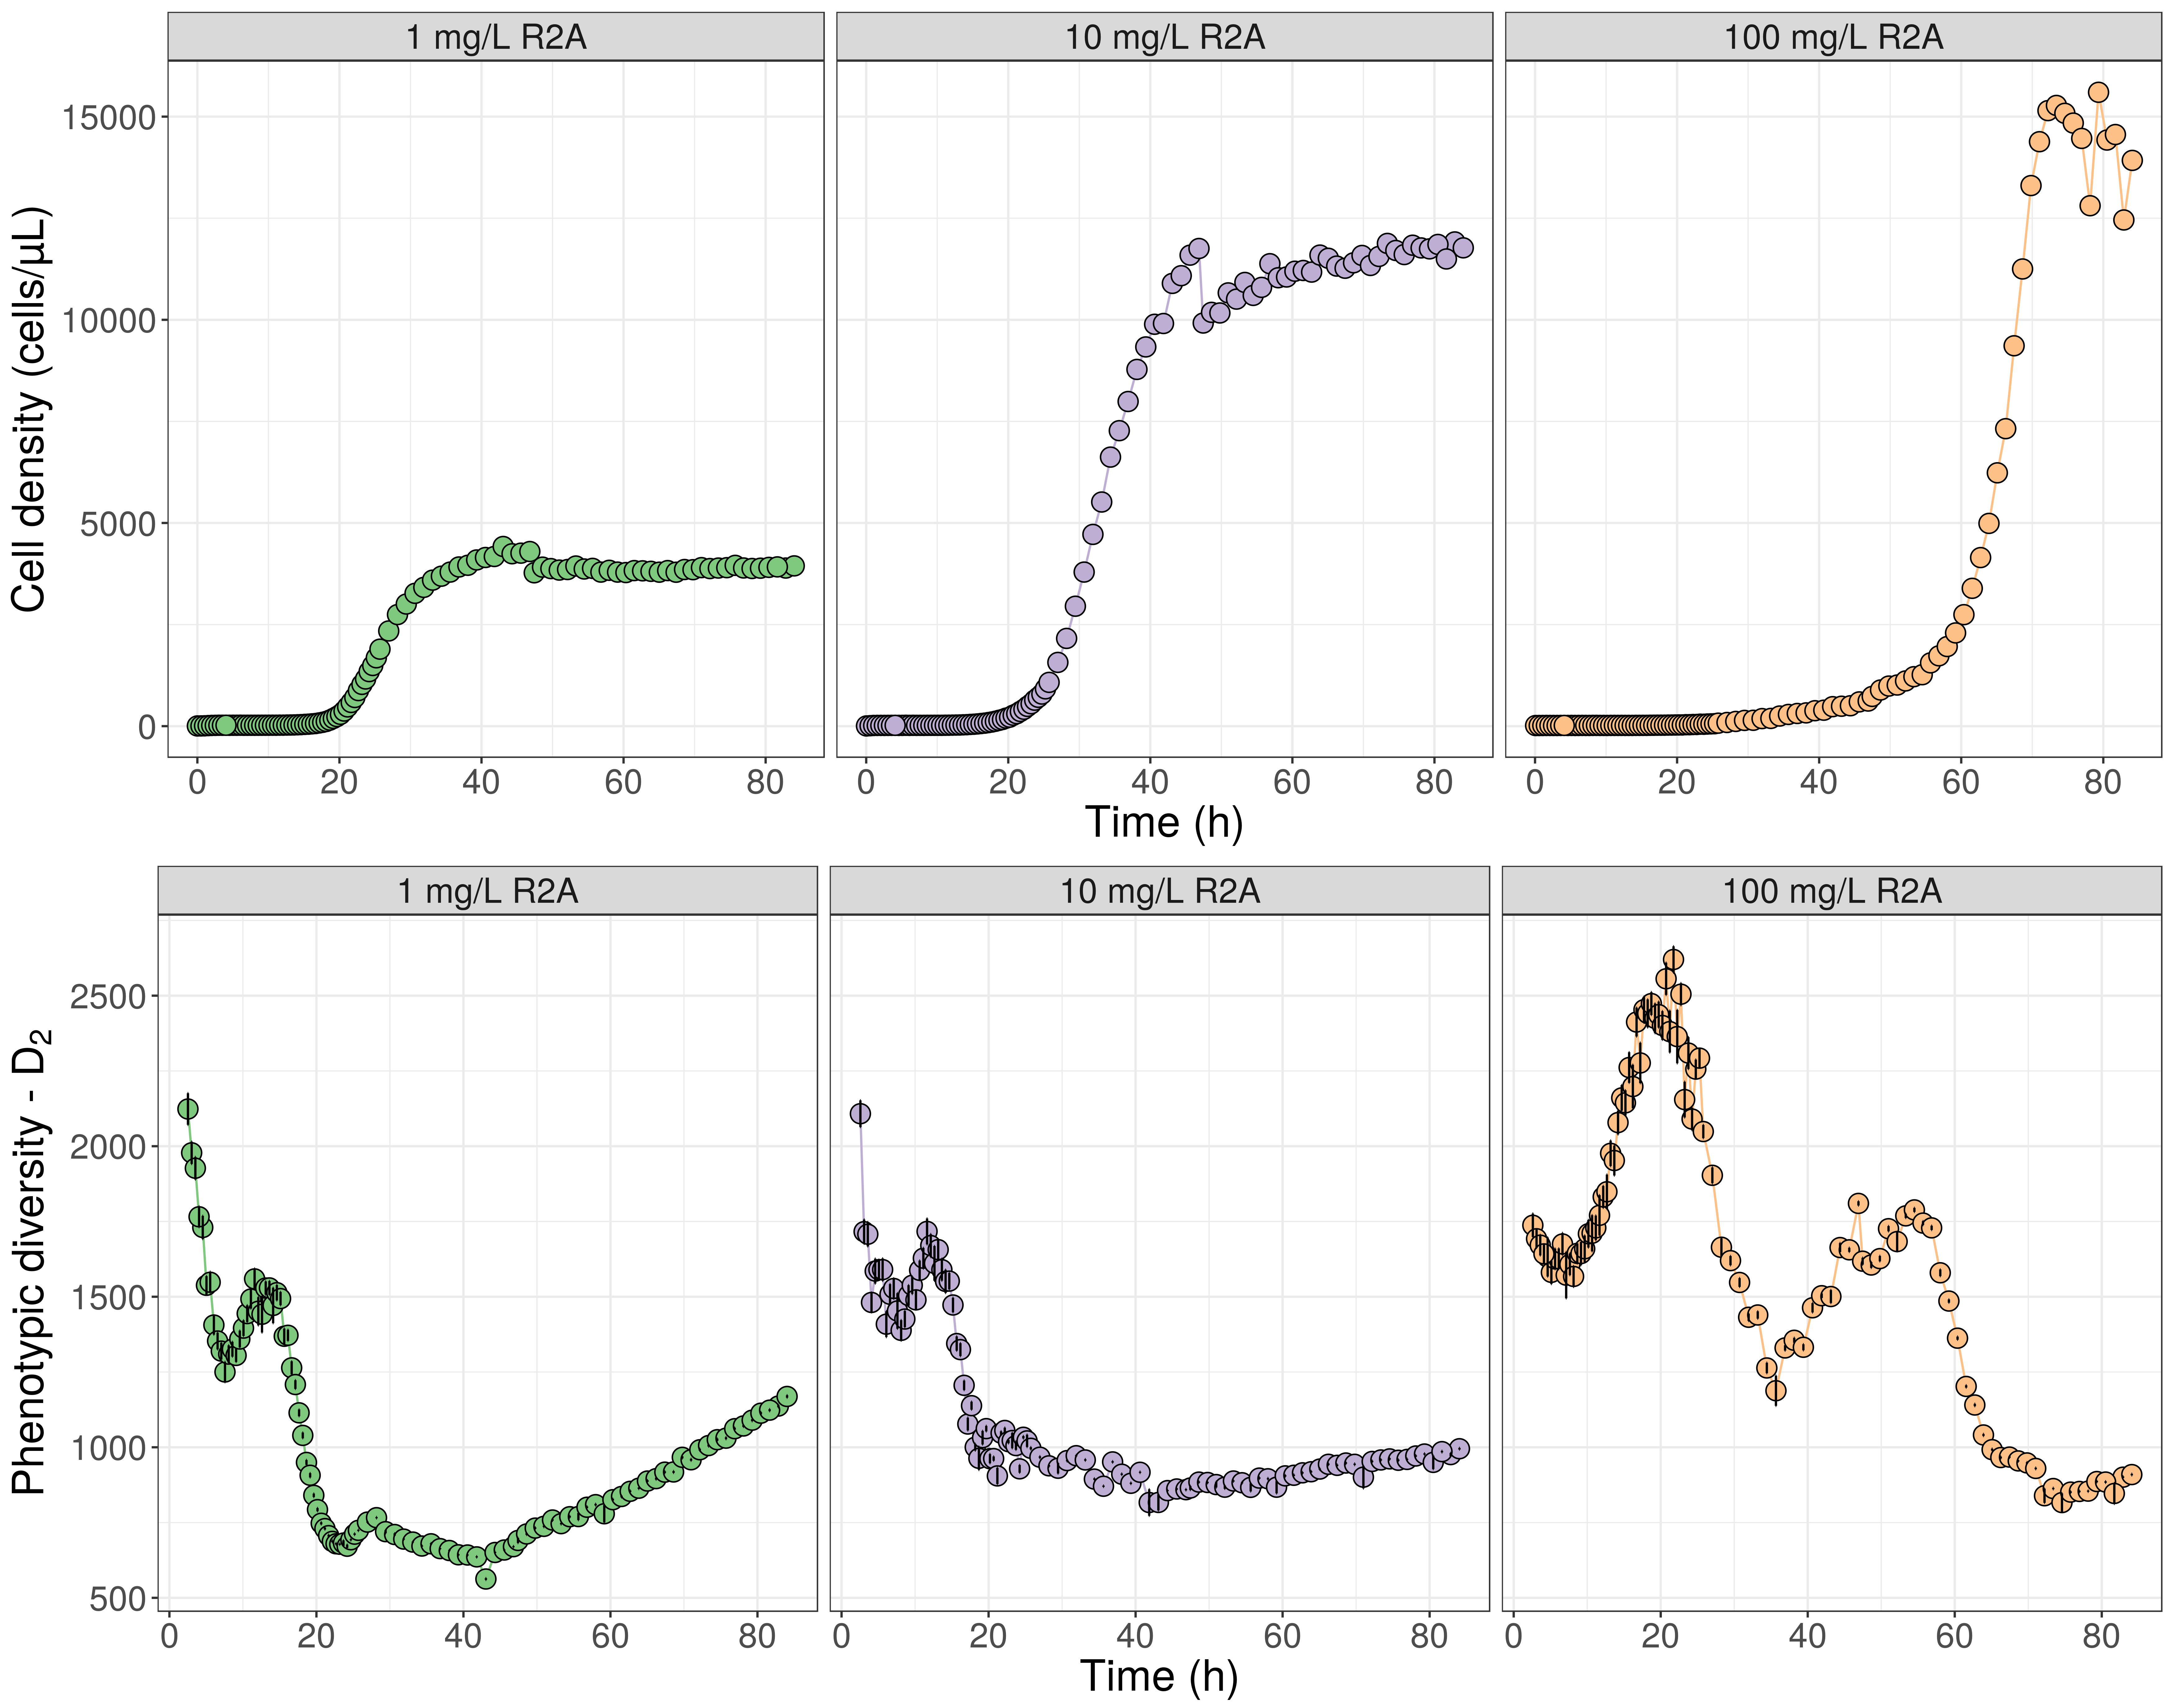 1 mg/L R2A
10 mg/L R2A
100 mg/L R2A
Cell density (cells/µL)
15000
10000
5000
0
0 20 40 60 80
0 20 40 60 80
0 20 40 60 80
Time (h)
1 mg/L R2A
10 mg/L R2A
100 mg/L R2A
Phenotypic diversity - D₂
2500
2000
1500
1000
500
0 20 40 60 80
0 20 40 60 80
0 20 40 60 80
Time (h)